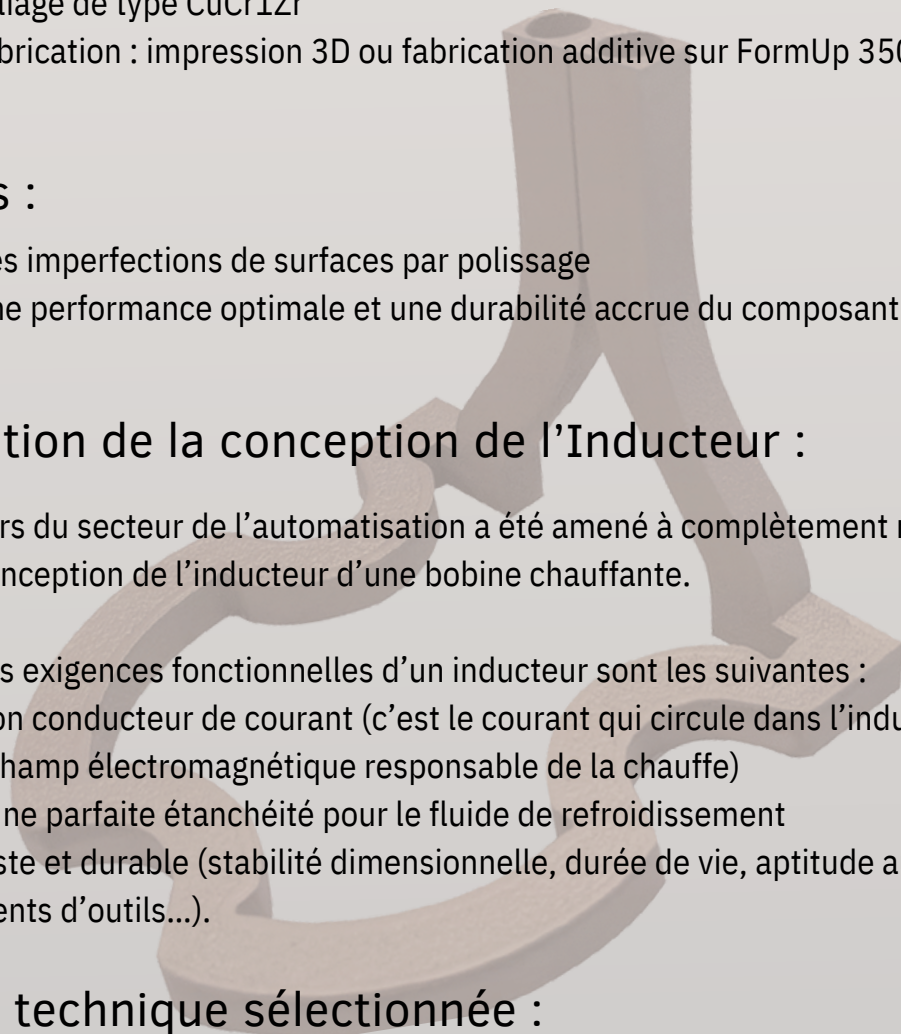 liage de type CuCr1Zr
brication : impression 3D ou fabrication additive sur FormUp 350
s :
es imperfections de surfaces par polissage
ne performance optimale et une durabilité accrue du composant
tion de la conception de l’Inducteur :
rs du secteur de l’automatisation a été amené à complètement r
nception de l’inducteur d’une bobine chauffante.
s exigences fonctionnelles d’un inducteur sont les suivantes :
on conducteur de courant (c’est le courant qui circule dans l’indu
hamp électromagnétique responsable de la chauffe)
ne parfaite étanchéité pour le fluide de refroidissement
ste et durable (stabilité dimensionnelle, durée de vie, aptitude a
ents d’outils...).
technique sélectionnée :